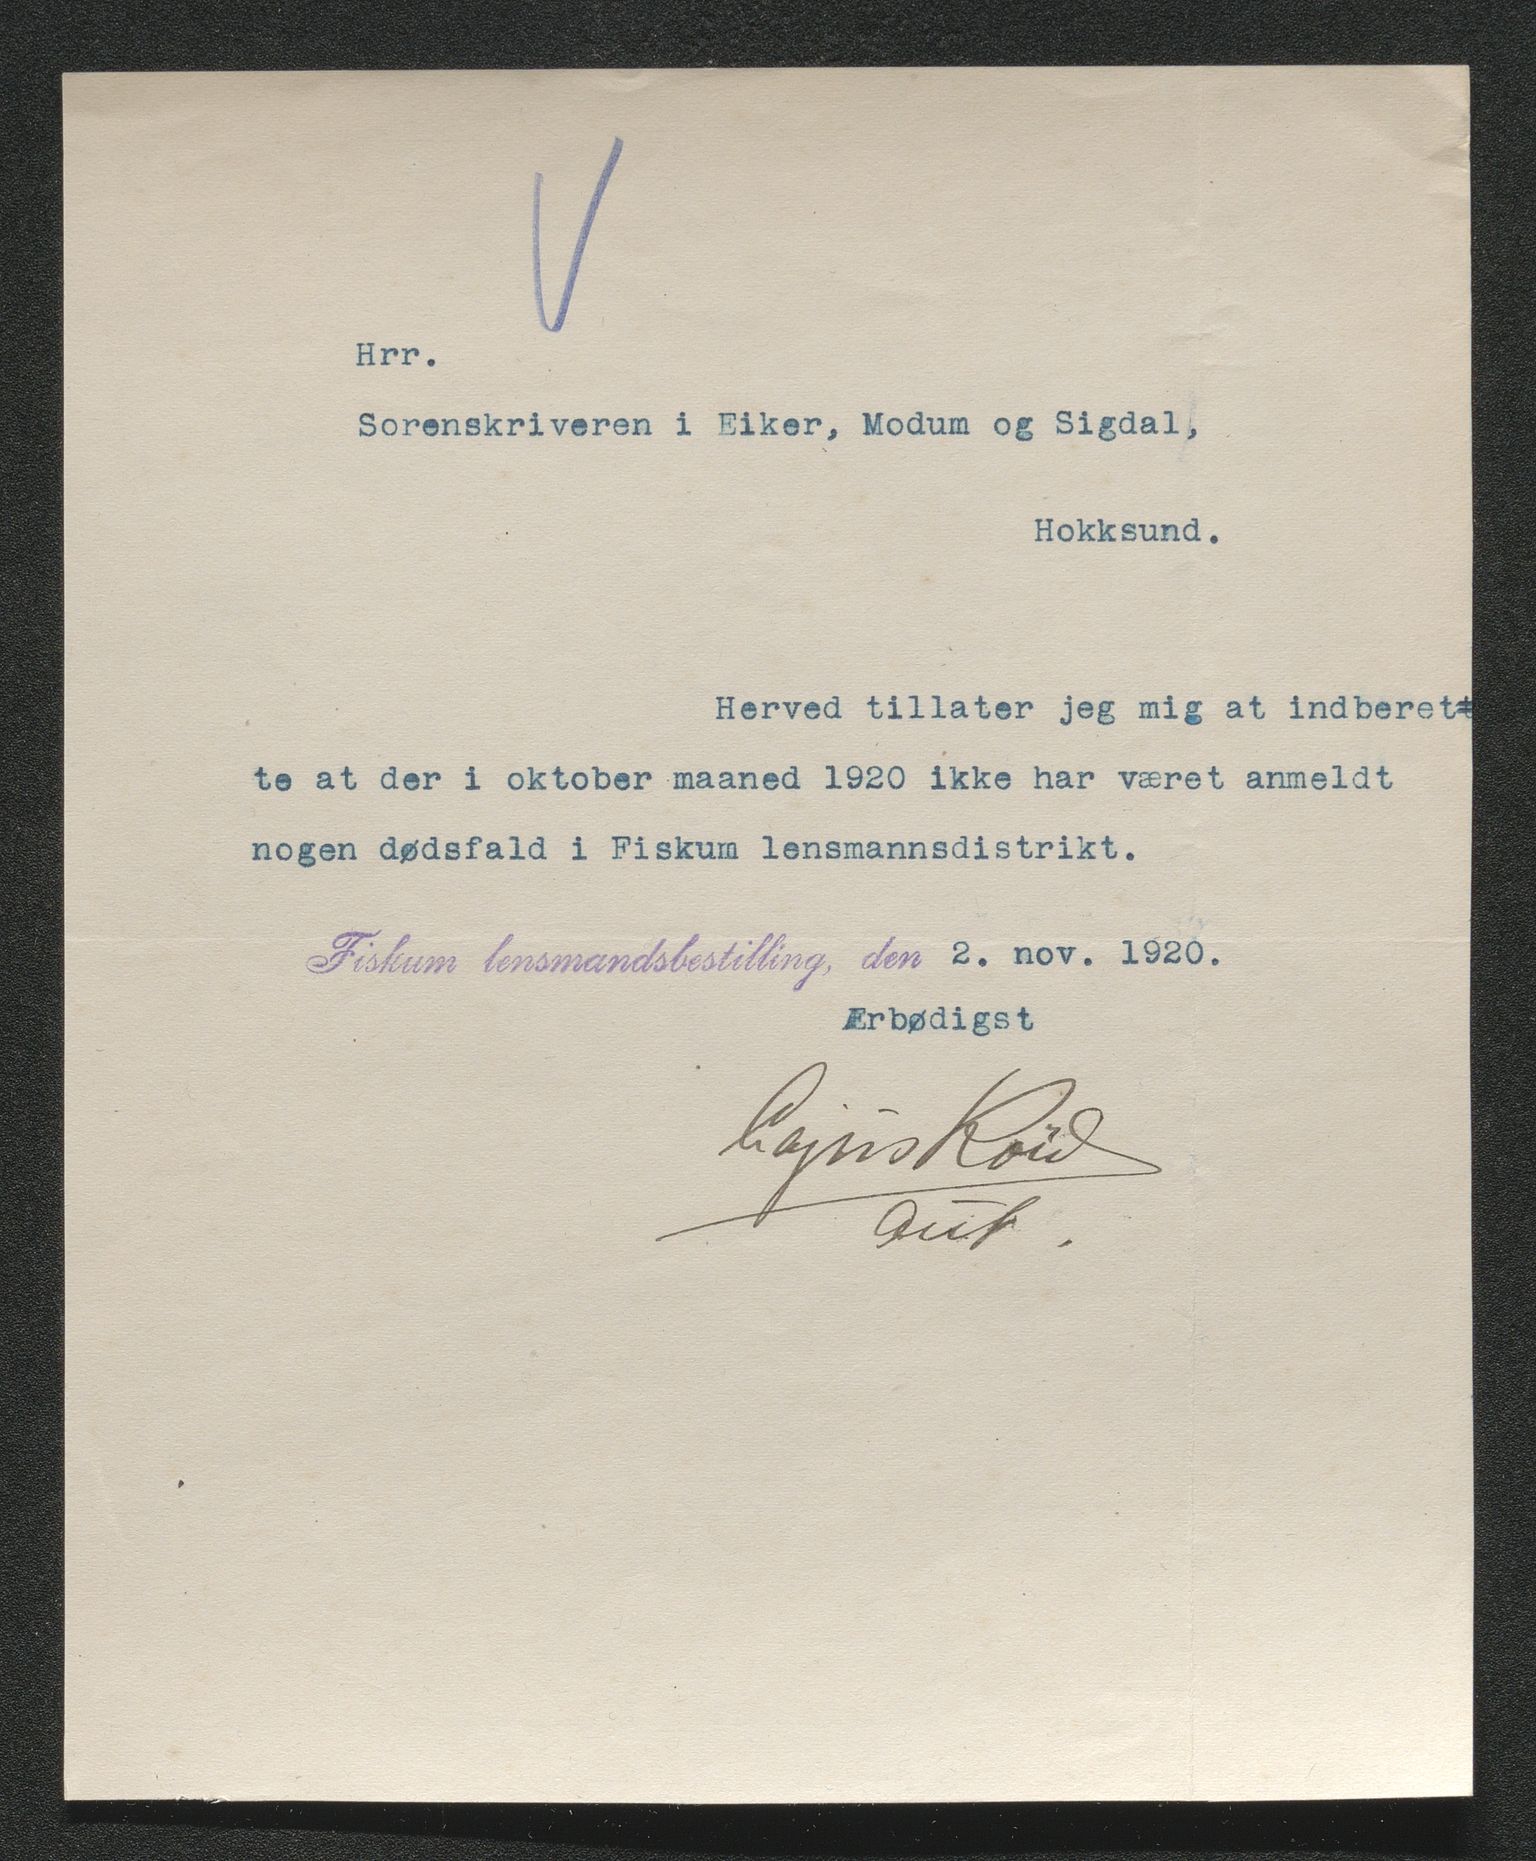 Hrr.
Sorenskriveren i Eiker, Modum og Sigdal,
Hokksund.
Herved tillater jeg mig at indberet
te at der i oktober maaned 1920 ikke har været anmeldt
nogen dødsfald i Fiskum lensmannsdistrikt.
Fiskum lensmandsbestilling, den 2. nov. 1920.
Ærbødigst